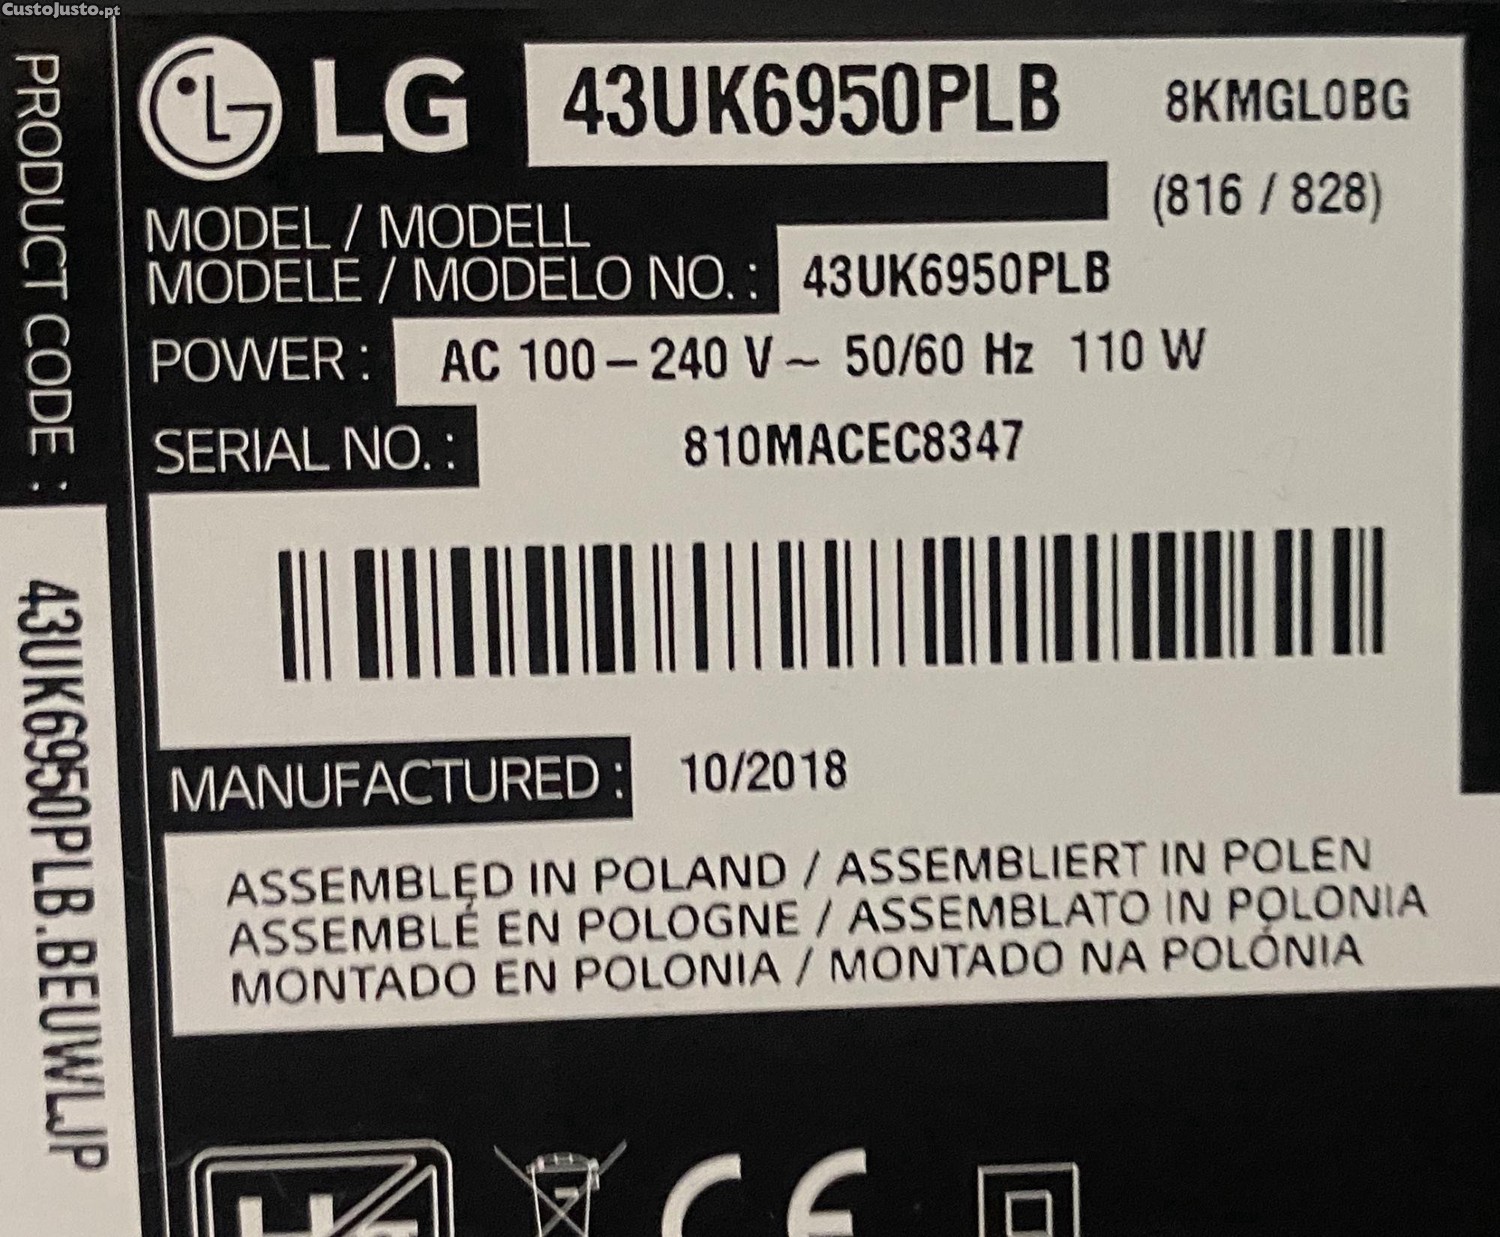 CustoJusto.pt
LG 43UK6950PLB 8KMGL0BG
(816 / 828)
MODEL / MODELL
MODELE / MODELO NO. : 43UK6950PLB
POWER : AC 100 – 240 V ~ 50/60 Hz 110 W
SERIAL NO. : 810MACEC8347
MANUFACTURED : 10/2018
ASSEMBLED IN POLAND / ASSEMBLIERT IN POLEN
ASSEMBLÉ EN POLOGNE / ASSEMBLATO IN POLONIA
MONTADO EN POLONIA / MONTADO NA POLÓNIA
CE
PRODUCT CODE : 43UK6950PLB.BEUWLJP